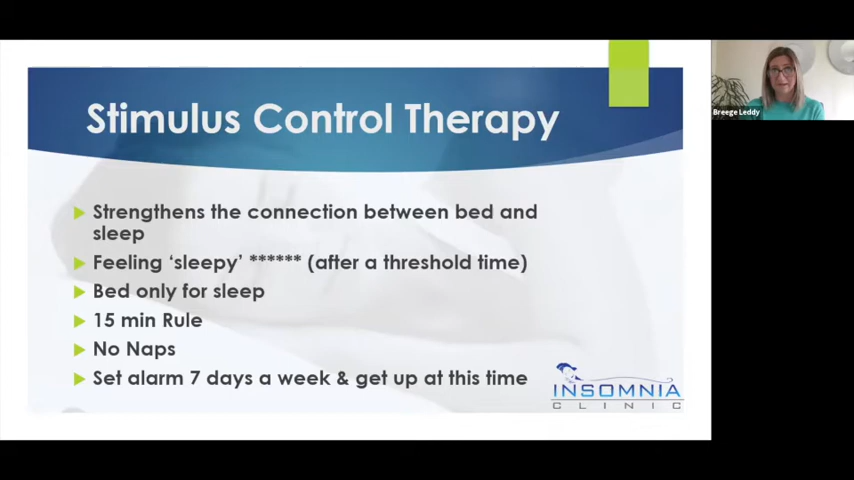 Stimulus Control Therapy
Breege Leddy
Strengthens the connection between bed and
sleep
Feeling ‘sleepy’ ****** (after a threshold time)
Bed only for sleep
15 min Rule
No Naps
Set alarm 7 days a week & get up at this time
INSOMNIA
CLINIC